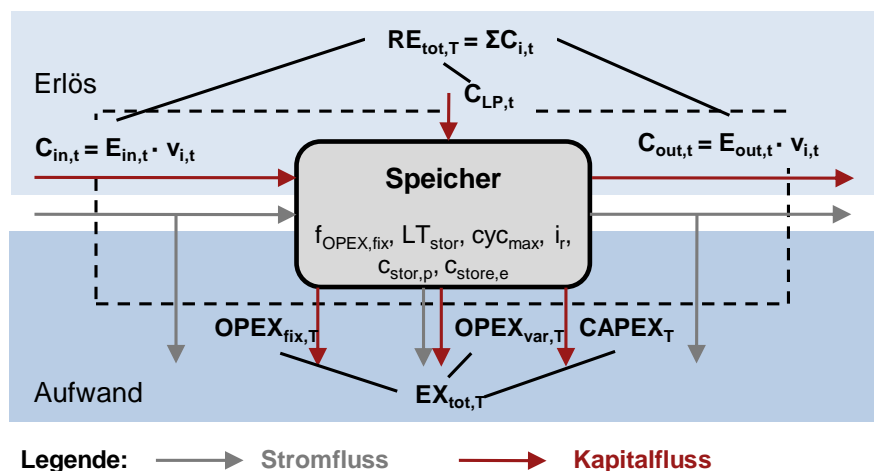 RE_tot,T = ΣC_i,t
Erlös
C_LP,t
C_in,t = E_in,t · v_i,t
C_out,t = E_out,t · v_i,t
Speicher
f_OPEX,fix, LT_stor, cyc_max, i_r,
c_stor,p, c_store,e
OPEX_fix,T
OPEX_var,T
CAPEX_T
Aufwand
EX_tot,T
Legende: Stromfluss Kapitalfluss